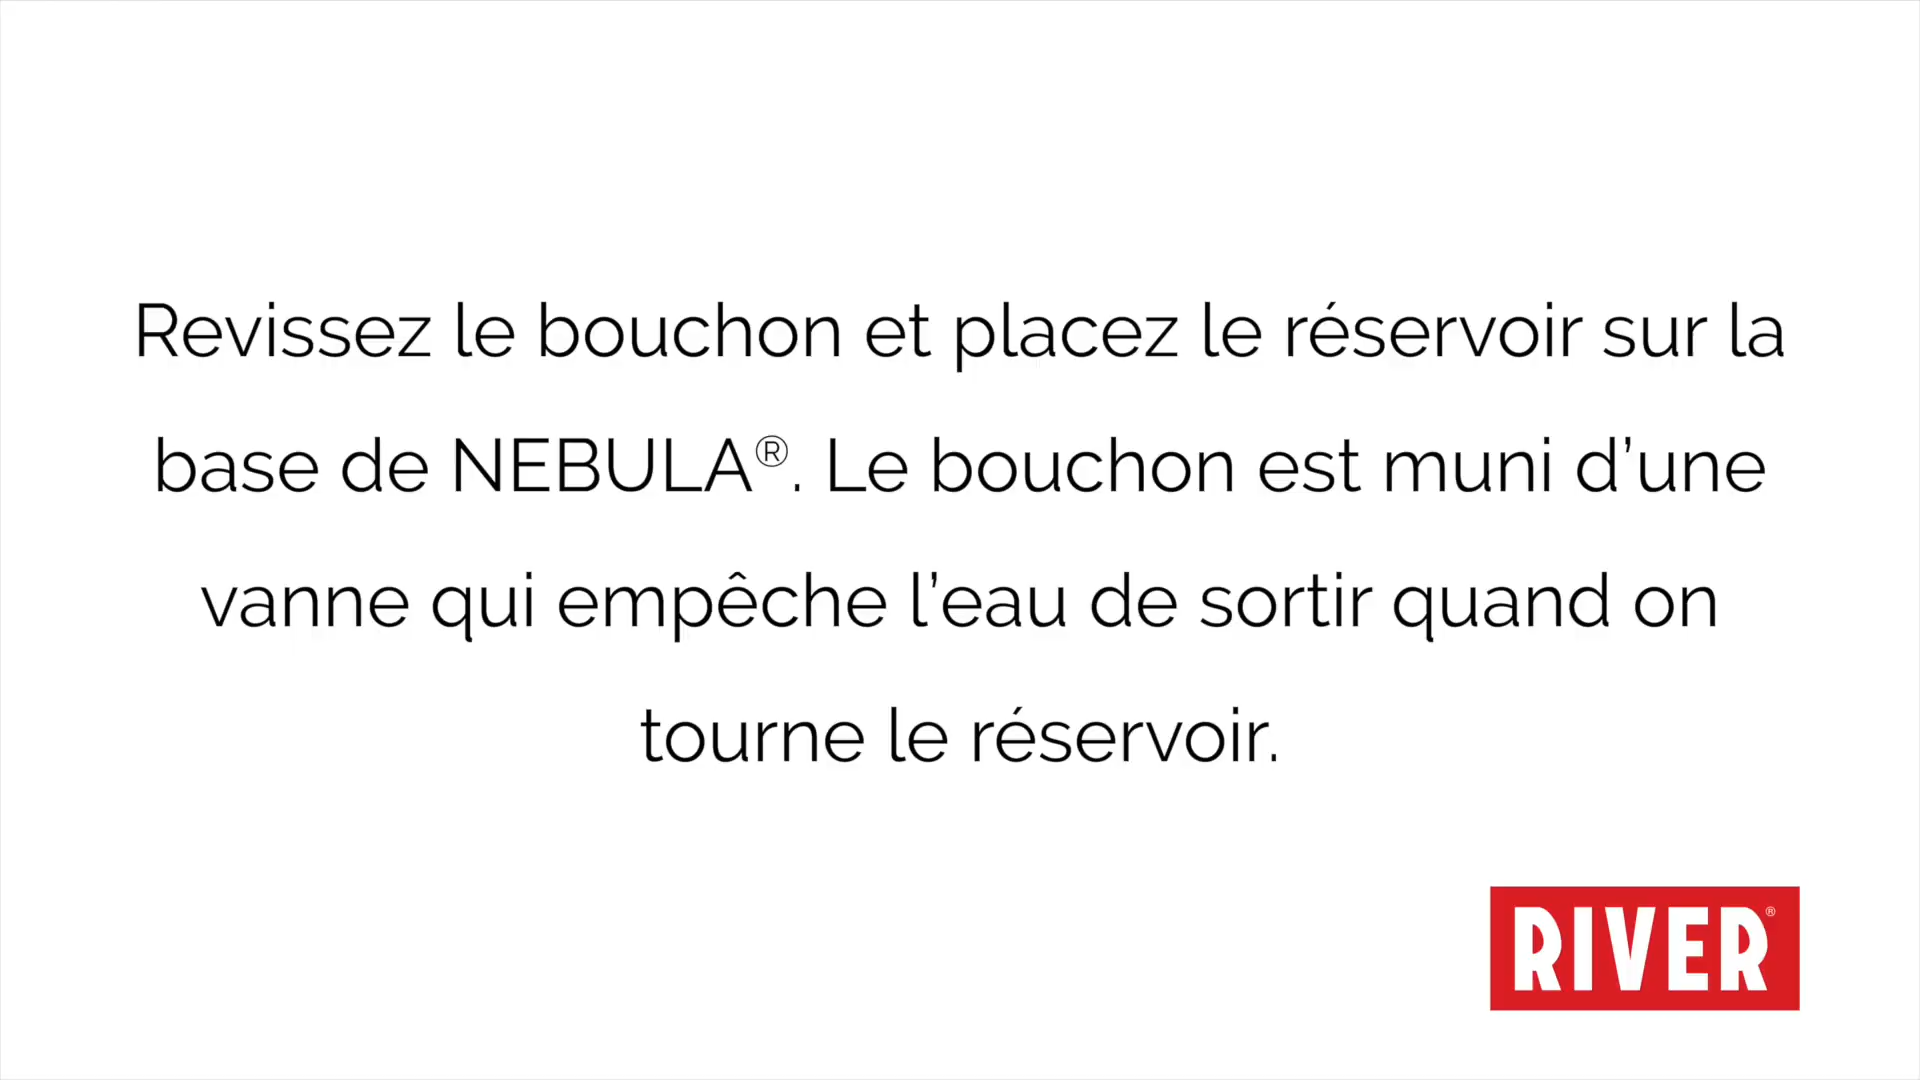 Revissez le bouchon et placez le réservoir sur la
base de NEBULA®. Le bouchon est muni d’une
vanne qui empêche l’eau de sortir quand on
tourne le réservoir.
RIVER®